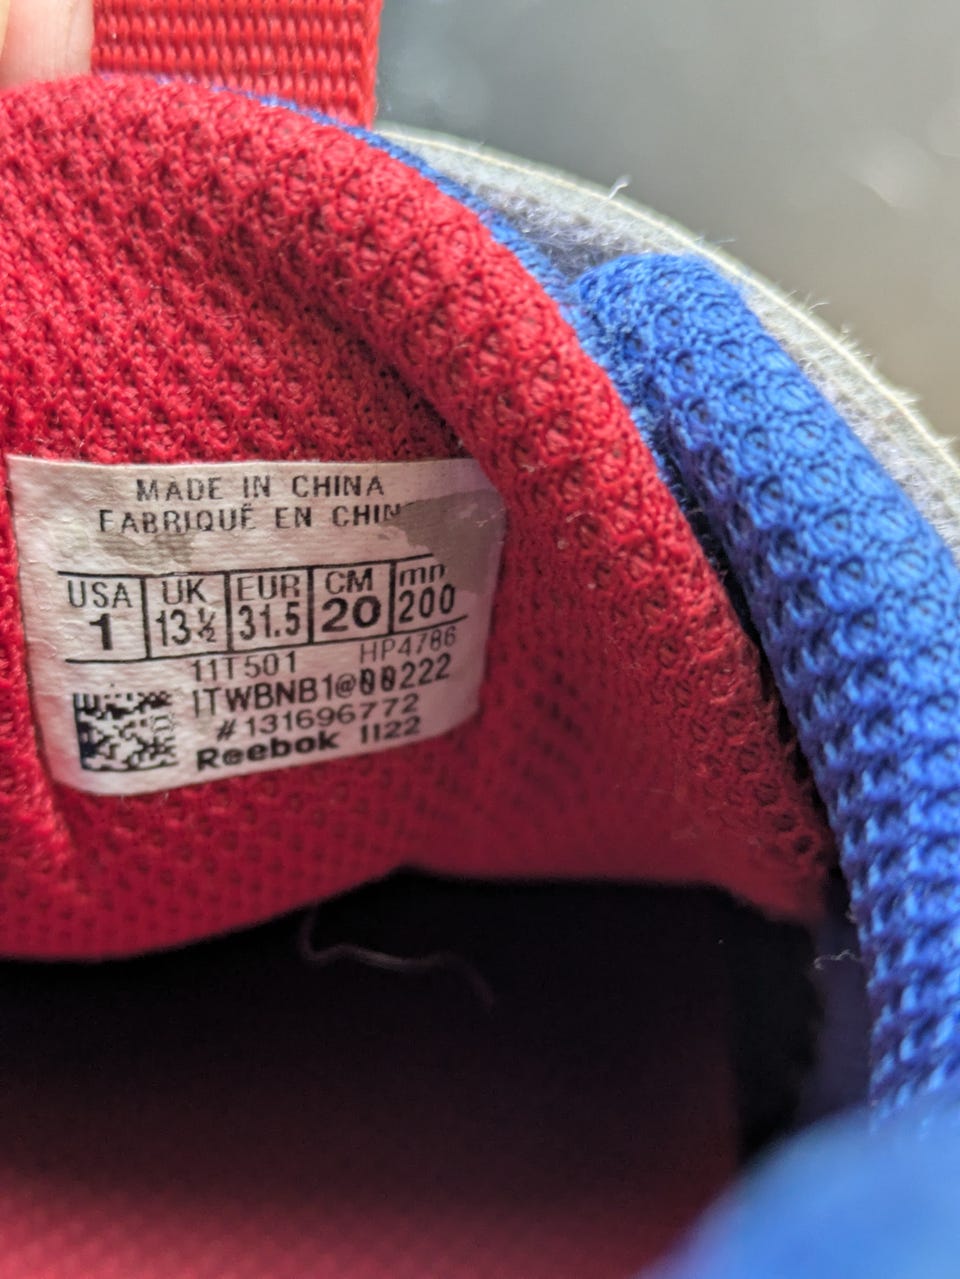 MADE IN CHINA
FABRIQUÉ EN CHIN
USA UK EUR CM mn
1 13½ 31.5 20 200
11T501 HP4786
ITWBNB1@00222
#131696772
Reebok 1122